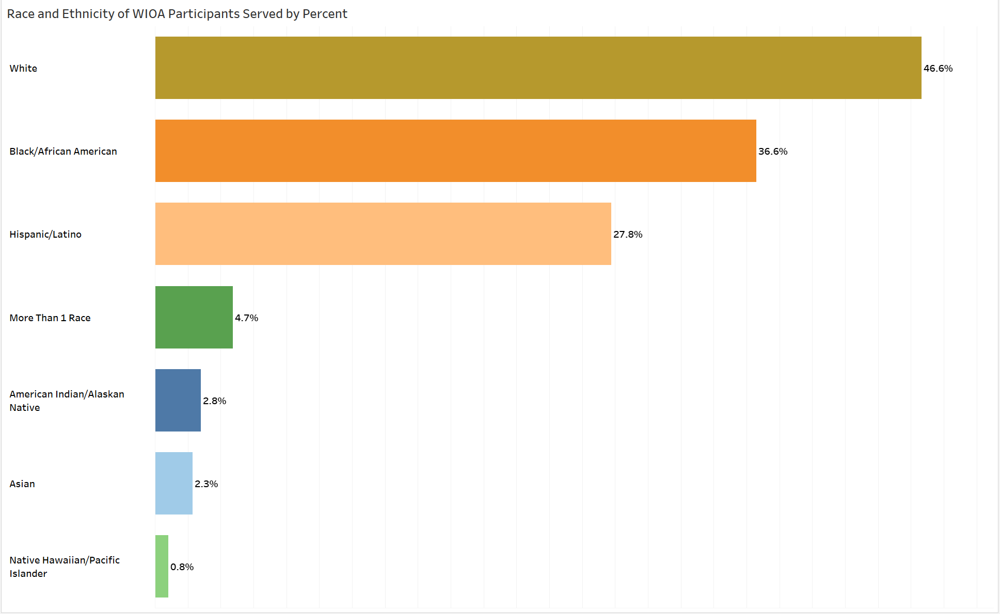 Race and Ethnicity of WIOA Participants Served by Percent
White
46.6%
Black/African American
36.6%
Hispanic/Latino
27.8%
More Than 1 Race
4.7%
American Indian/Alaskan
Native
2.8%
Asian
2.3%
Native Hawaiian/Pacific
Islander
0.8%